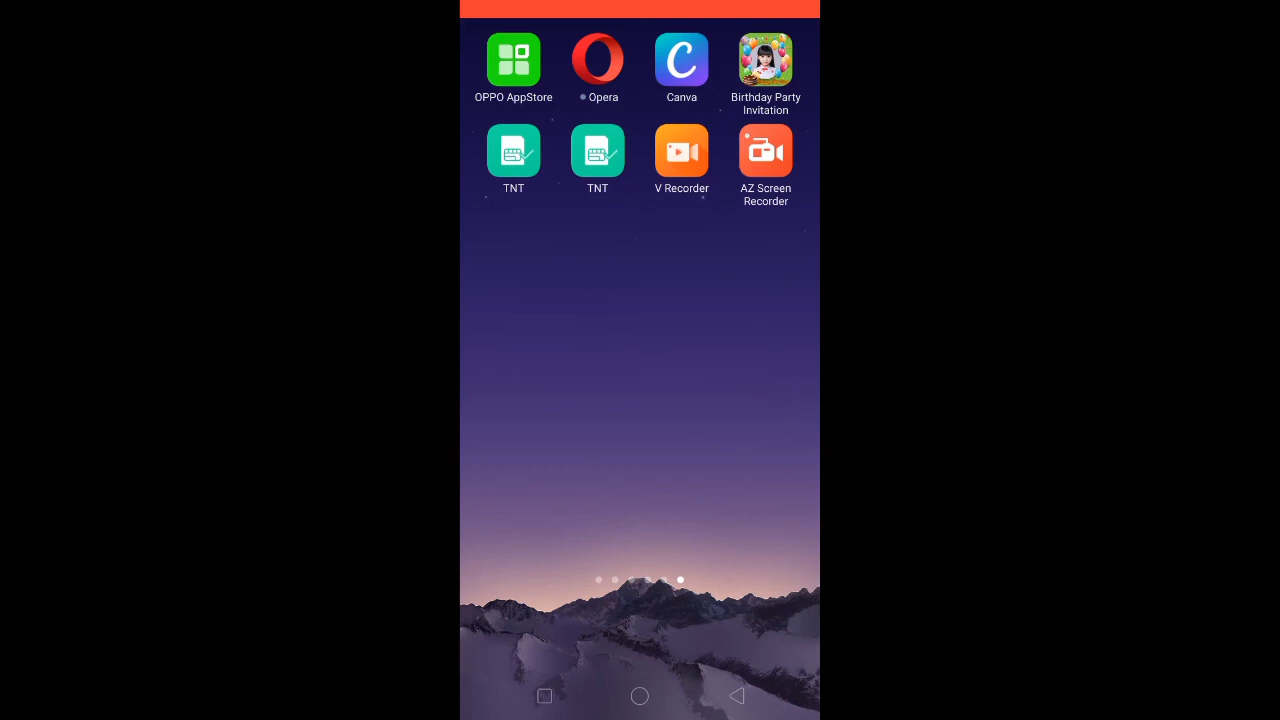 OPPO AppStore
Opera
Canva
Birthday Party
Invitation
TNT
TNT
V Recorder
AZ Screen
Recorder